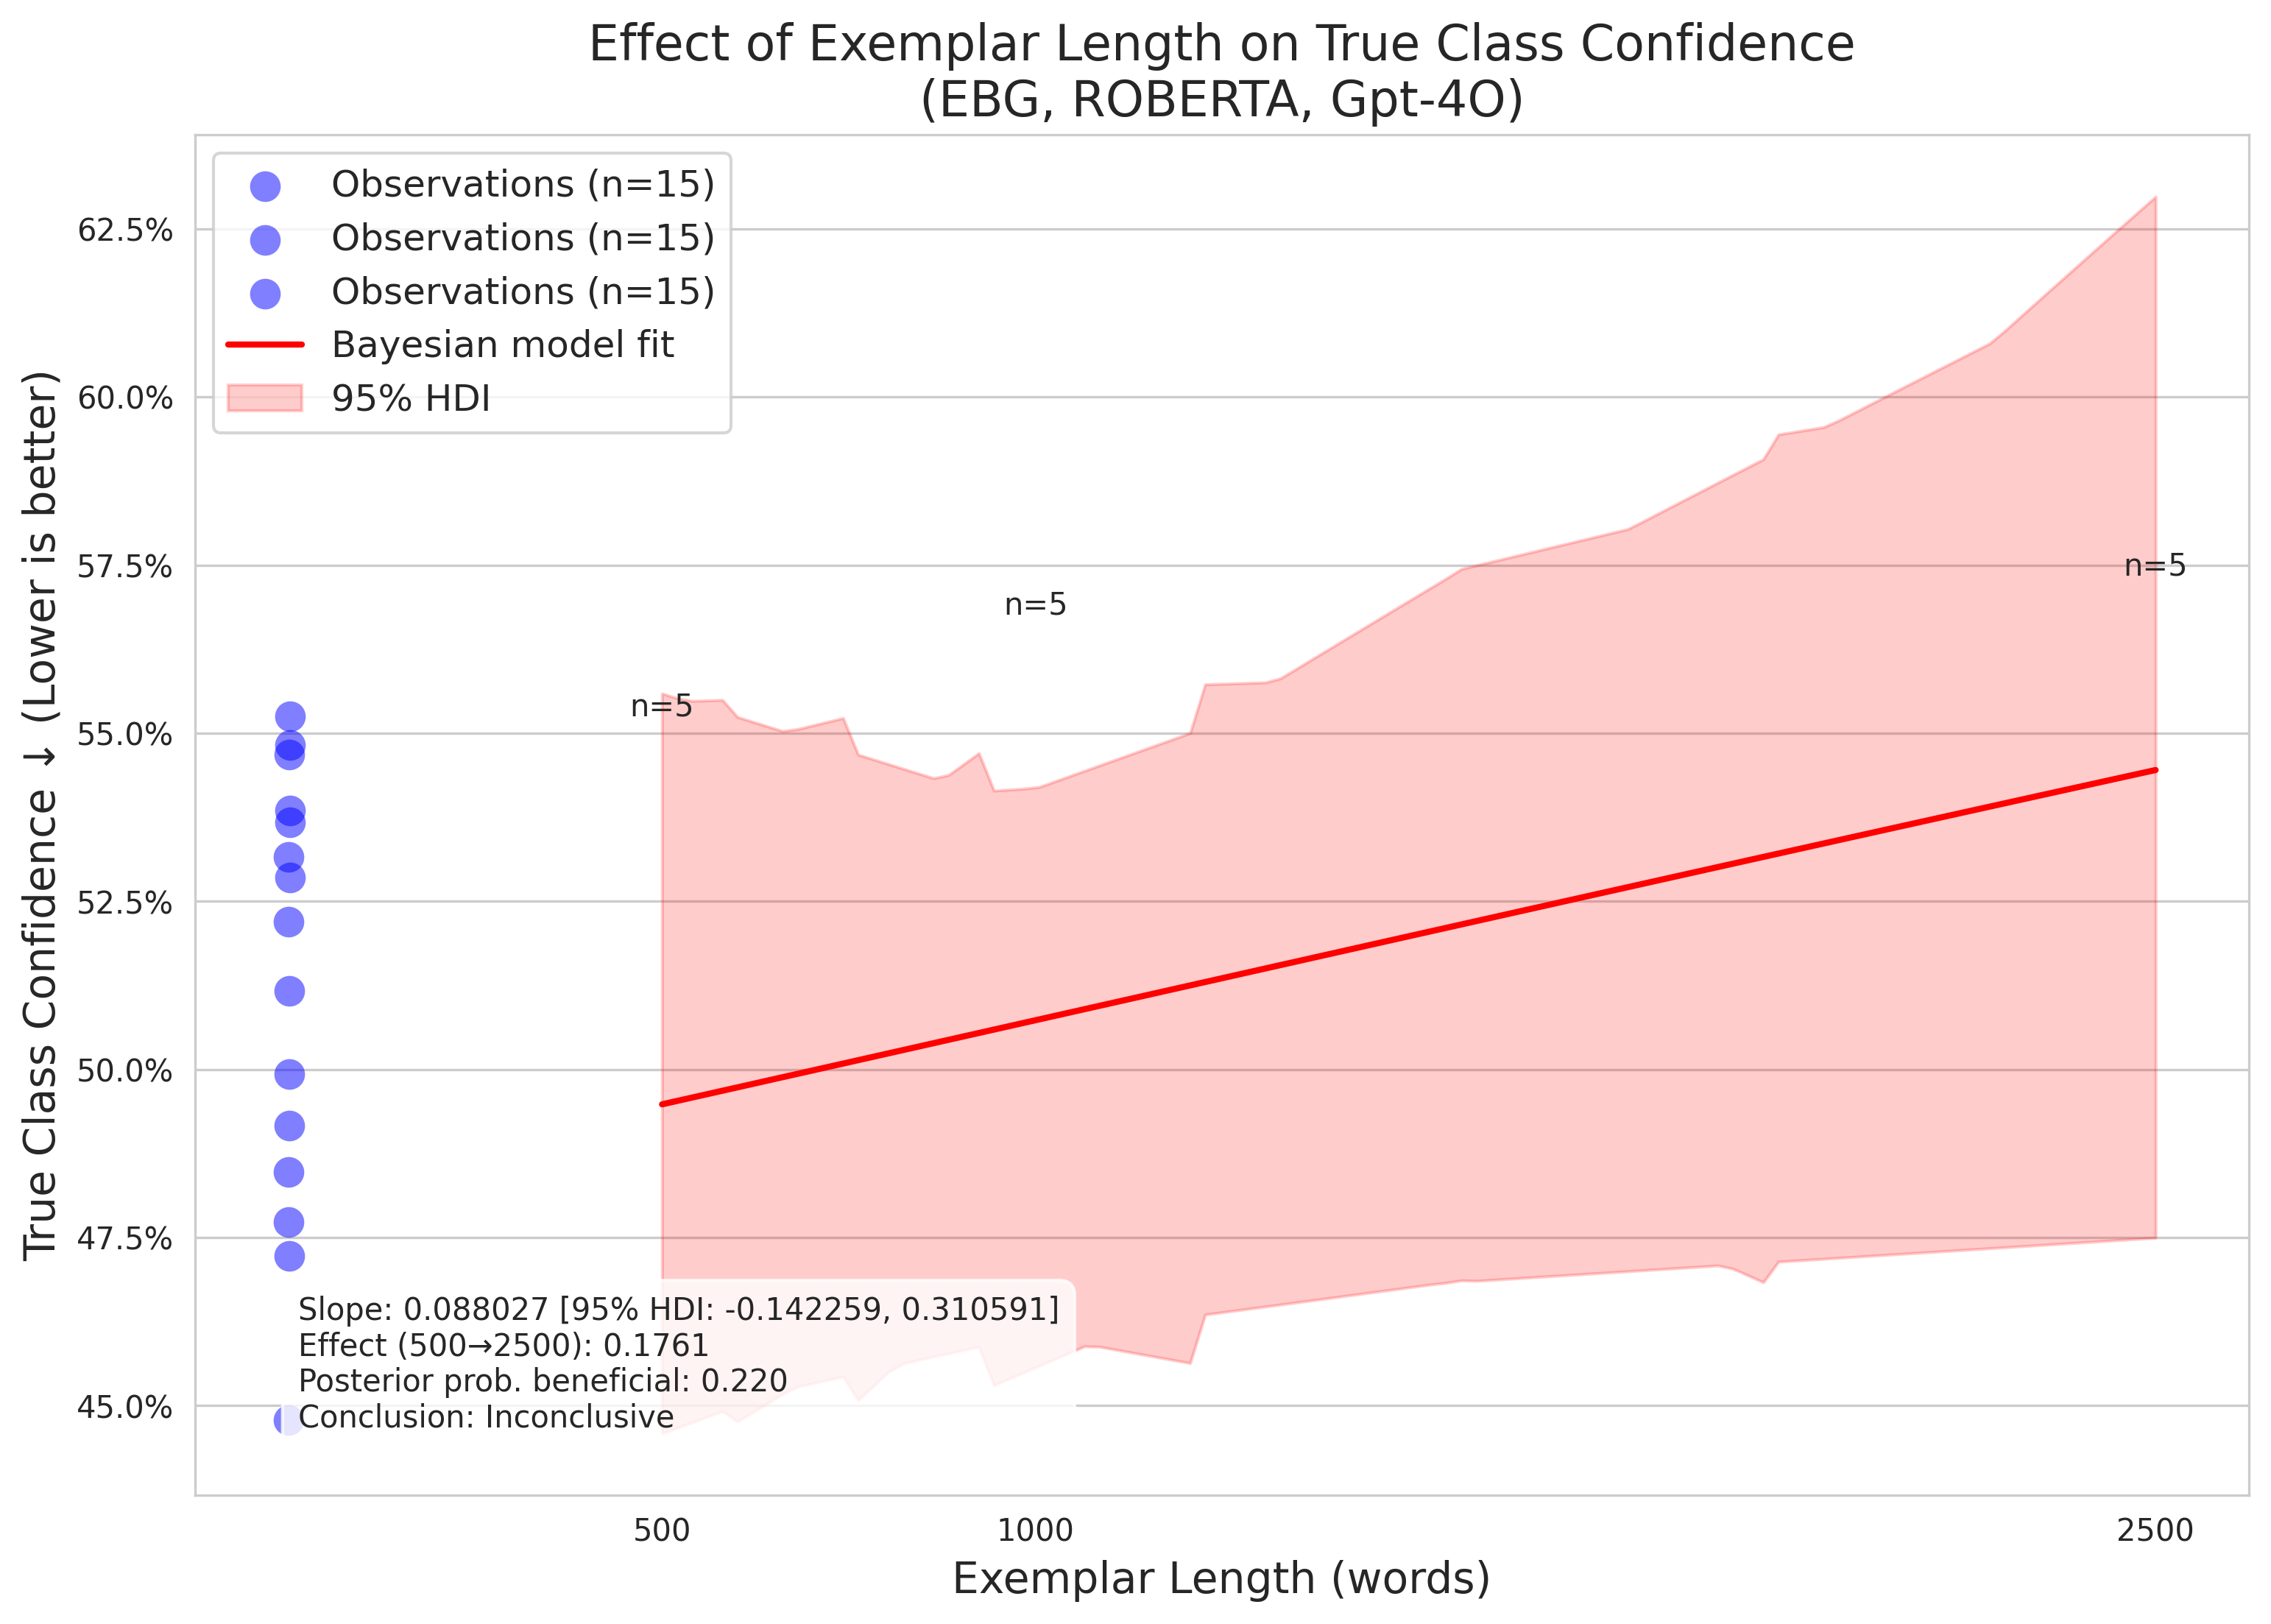 Effect of Exemplar Length on True Class Confidence
(EBG, ROBERTA, Gpt-4O)
Observations (n=15)
Observations (n=15)
Observations (n=15)
Bayesian model fit
95% HDI
True Class Confidence ↓ (Lower is better)
62.5%
60.0%
57.5%
55.0%
52.5%
50.0%
47.5%
45.0%
n=5
n=5
n=5
Slope: 0.088027 [95% HDI: -0.142259, 0.310591]
Effect (500→2500): 0.1761
Posterior prob. beneficial: 0.220
Conclusion: Inconclusive
500
1000
2500
Exemplar Length (words)